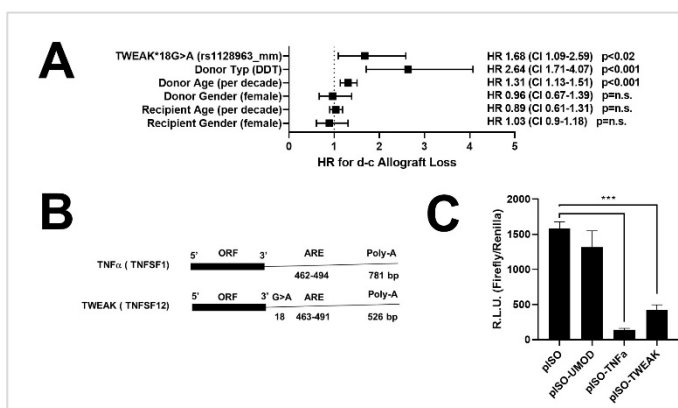 A
TWEAK*18G>A (rs1128963_mm) HR 1.68 (CI 1.09-2.59) p<0.02
Donor Typ (DDT) HR 2.64 (CI 1.71-4.07) p<0.001
Donor Age (per decade) HR 1.31 (CI 1.13-1.51) p<0.001
Donor Gender (female) HR 0.96 (CI 0.67-1.39) p=n.s.
Recipient Age (per decade) HR 0.89 (CI 0.61-1.31) p=n.s.
Recipient Gender (female) HR 1.03 (CI 0.9-1.18) p=n.s.
0 1 2 3 4 5
HR for d-c Allograft Loss
B
5' ORF 3' ARE Poly-A
TNFα ( TNFSF1)
462-494 781 bp
5' ORF 3' G>A ARE Poly-A
TWEAK ( TNFSF12)
18 463-491 526 bp
C
R.L.U. (Firefly/Renilla)
2000
1500
1000
500
0
***
pISO
pISO-UMOD
pISO-TNFa
pISO-TWEAK